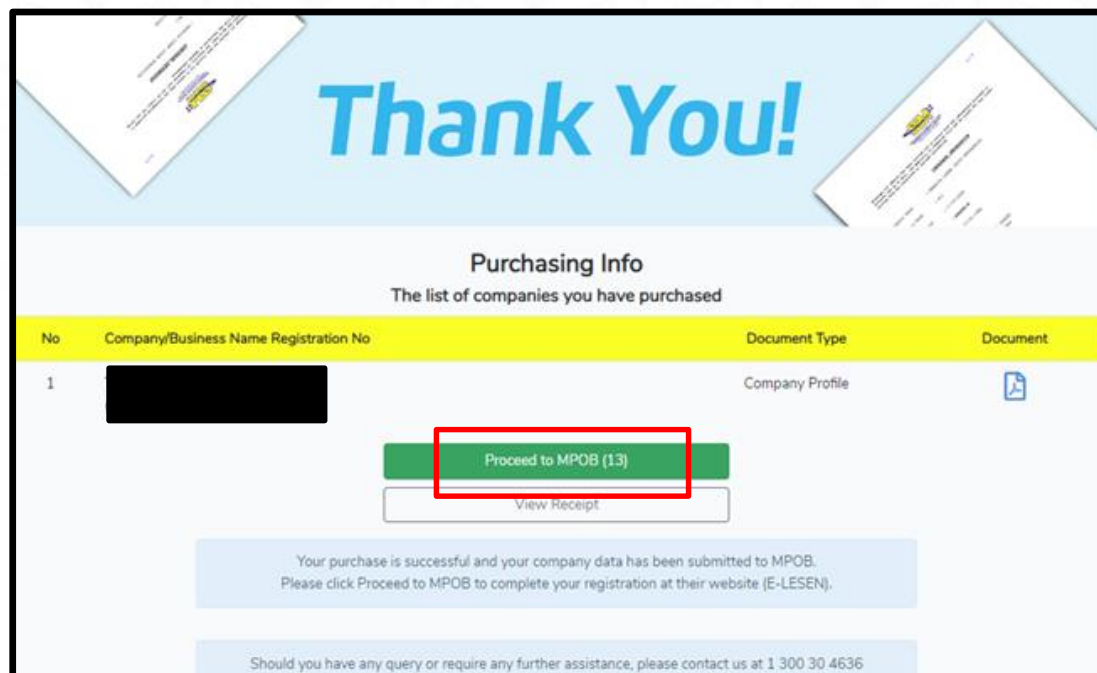 Thank You!
Purchasing Info
The list of companies you have purchased
No Company/Business Name Registration No Document Type Document
1 Company Profile
Proceed to MPOB (13)
View Receipt
Your purchase is successful and your company data has been submitted to MPOB.
Please click Proceed to MPOB to complete your registration at their website (E-LESEN).
Should you have any query or require any further assistance, please contact us at 1 300 30 4636